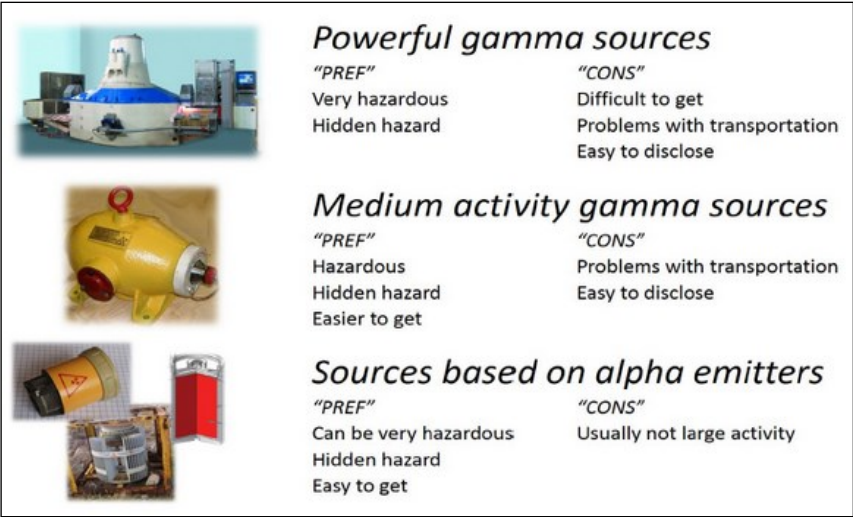 Powerful gamma sources
"PREF" "CONS"
Very hazardous Difficult to get
Hidden hazard Problems with transportation
Easy to disclose
Medium activity gamma sources
"PREF" "CONS"
Hazardous Problems with transportation
Hidden hazard Easy to disclose
Easier to get
Sources based on alpha emitters
"PREF" "CONS"
Can be very hazardous Usually not large activity
Hidden hazard
Easy to get